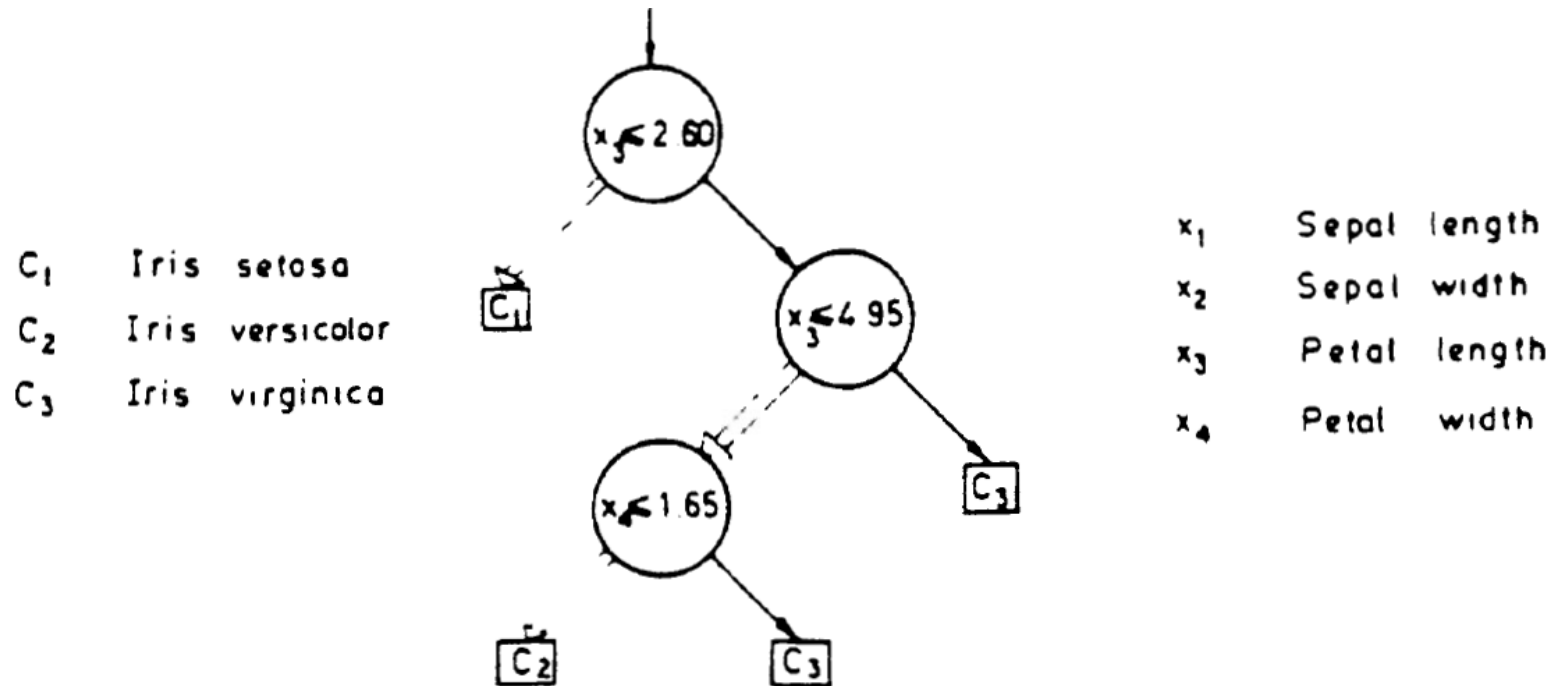 x₃ ≤ 2.60
C₁ Iris setosa
C₂ Iris versicolor
C₃ Iris virginica
C₁
x₃ ≤ 4.95
x₁ Sepal length
x₂ Sepal width
x₃ Petal length
x₄ Petal width
x₄ ≤ 1.65
C₃
C₂
C₃